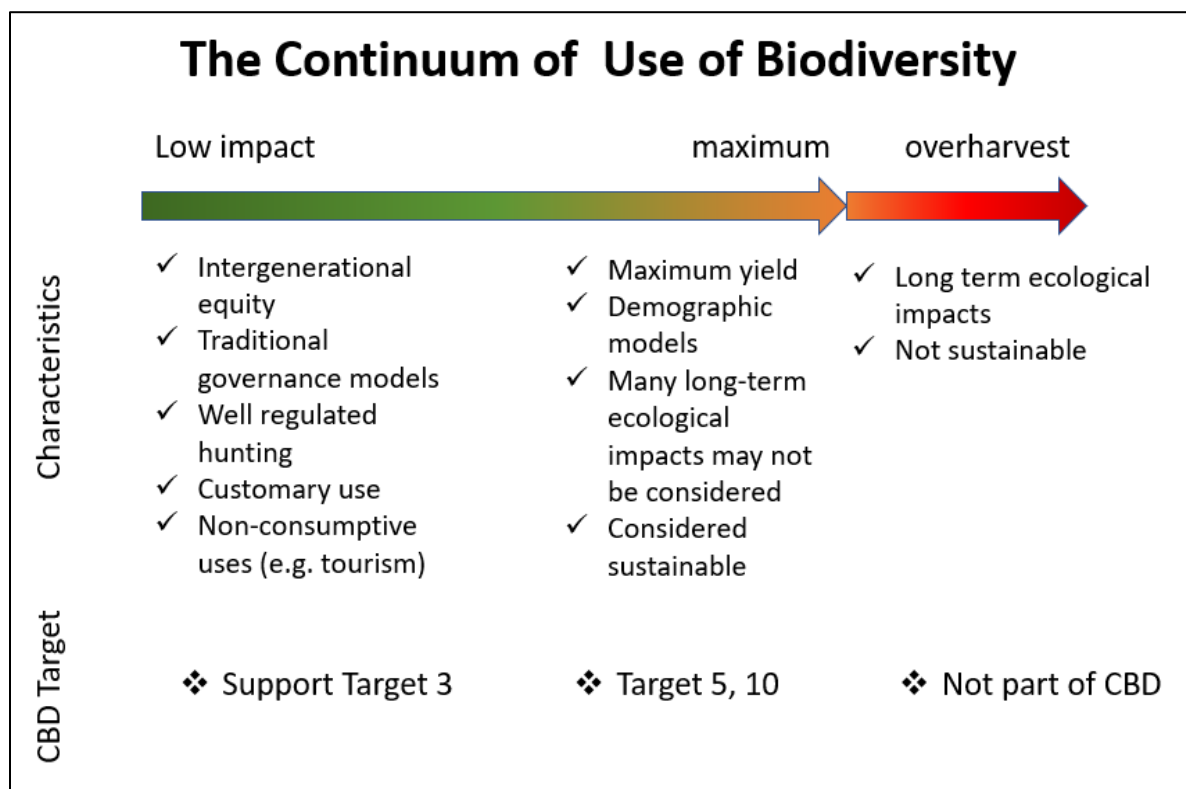 The Continuum of  Use of Biodiversity
Low impact
maximum
overharvest
Characteristics
✓ Intergenerational
equity
✓ Traditional
governance models
✓ Well regulated
hunting
✓ Customary use
✓ Non-consumptive
uses (e.g. tourism)
✓ Maximum yield
✓ Demographic
models
✓ Many long-term
ecological
impacts may not
be considered
✓ Considered
sustainable
✓ Long term ecological
impacts
✓ Not sustainable
CBD Target
❖ Support Target 3
❖ Target 5, 10
❖ Not part of CBD